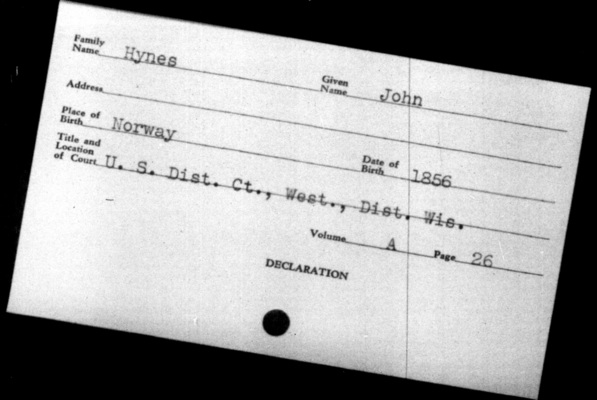 Family Name Hynes Given Name John
Address
Place of Birth Norway Date of Birth 1856
Title and Location of Court U. S. Dist. Ct., West., Dist. Wis.
Volume A Page 26
DECLARATION